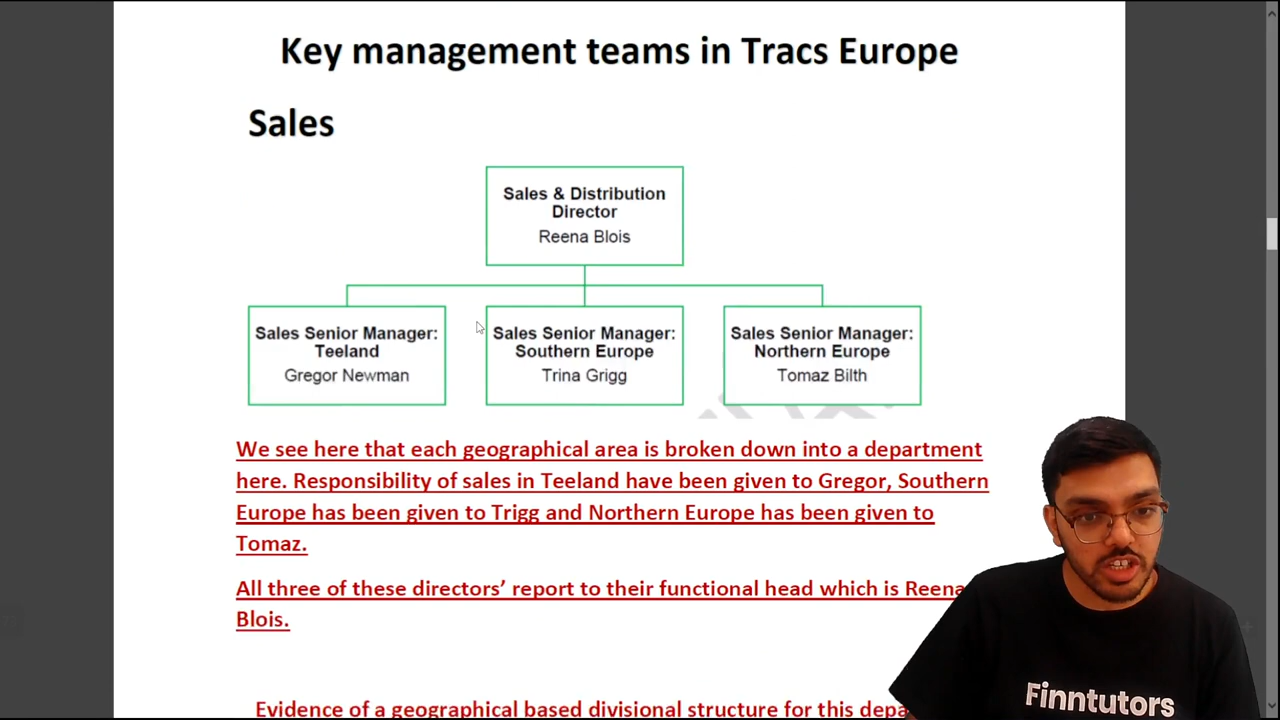 Key management teams in Tracs Europe
Sales
Sales & Distribution
Director
Reena Blois
Sales Senior Manager:
Teeland
Gregor Newman
Sales Senior Manager:
Southern Europe
Trina Grigg
Sales Senior Manager:
Northern Europe
Tomaz Bilth
We see here that each geographical area is broken down into a department
here. Responsibility of sales in Teeland have been given to Gregor, Southern
Europe has been given to Trigg and Northern Europe has been given to
Tomaz.
All three of these directors’ report to their functional head which is Reena
Blois.
Evidence of a geographical based divisional structure for this
Finntutors